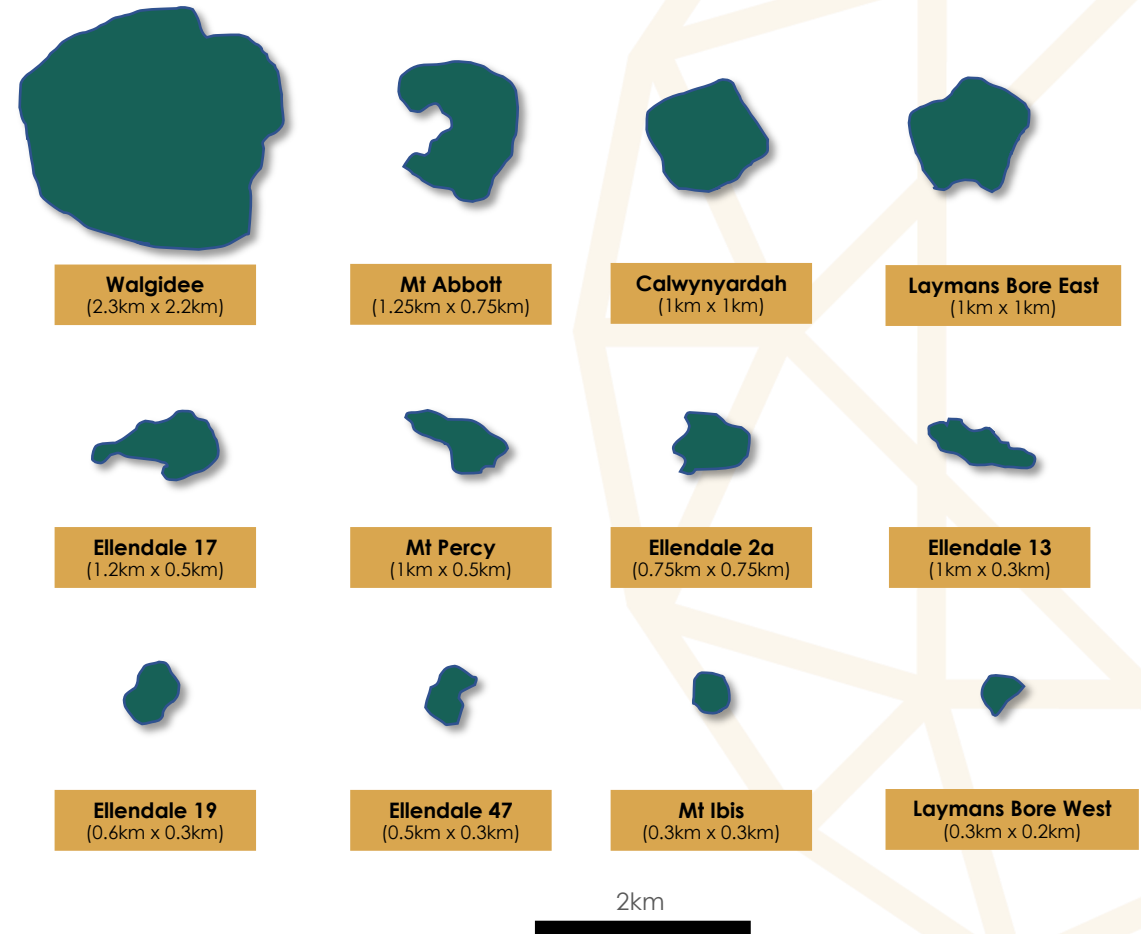 Walgidee
(2.3km x 2.2km)
Mt Abbott
(1.25km x 0.75km)
Calwynyardah
(1km x 1km)
Laymans Bore East
(1km x 1km)
Ellendale 17
(1.2km x 0.5km)
Mt Percy
(1km x 0.5km)
Ellendale 2a
(0.75km x 0.75km)
Ellendale 13
(1km x 0.3km)
Ellendale 19
(0.6km x 0.3km)
Ellendale 47
(0.5km x 0.3km)
Mt Ibis
(0.3km x 0.3km)
Laymans Bore West
(0.3km x 0.2km)
2km